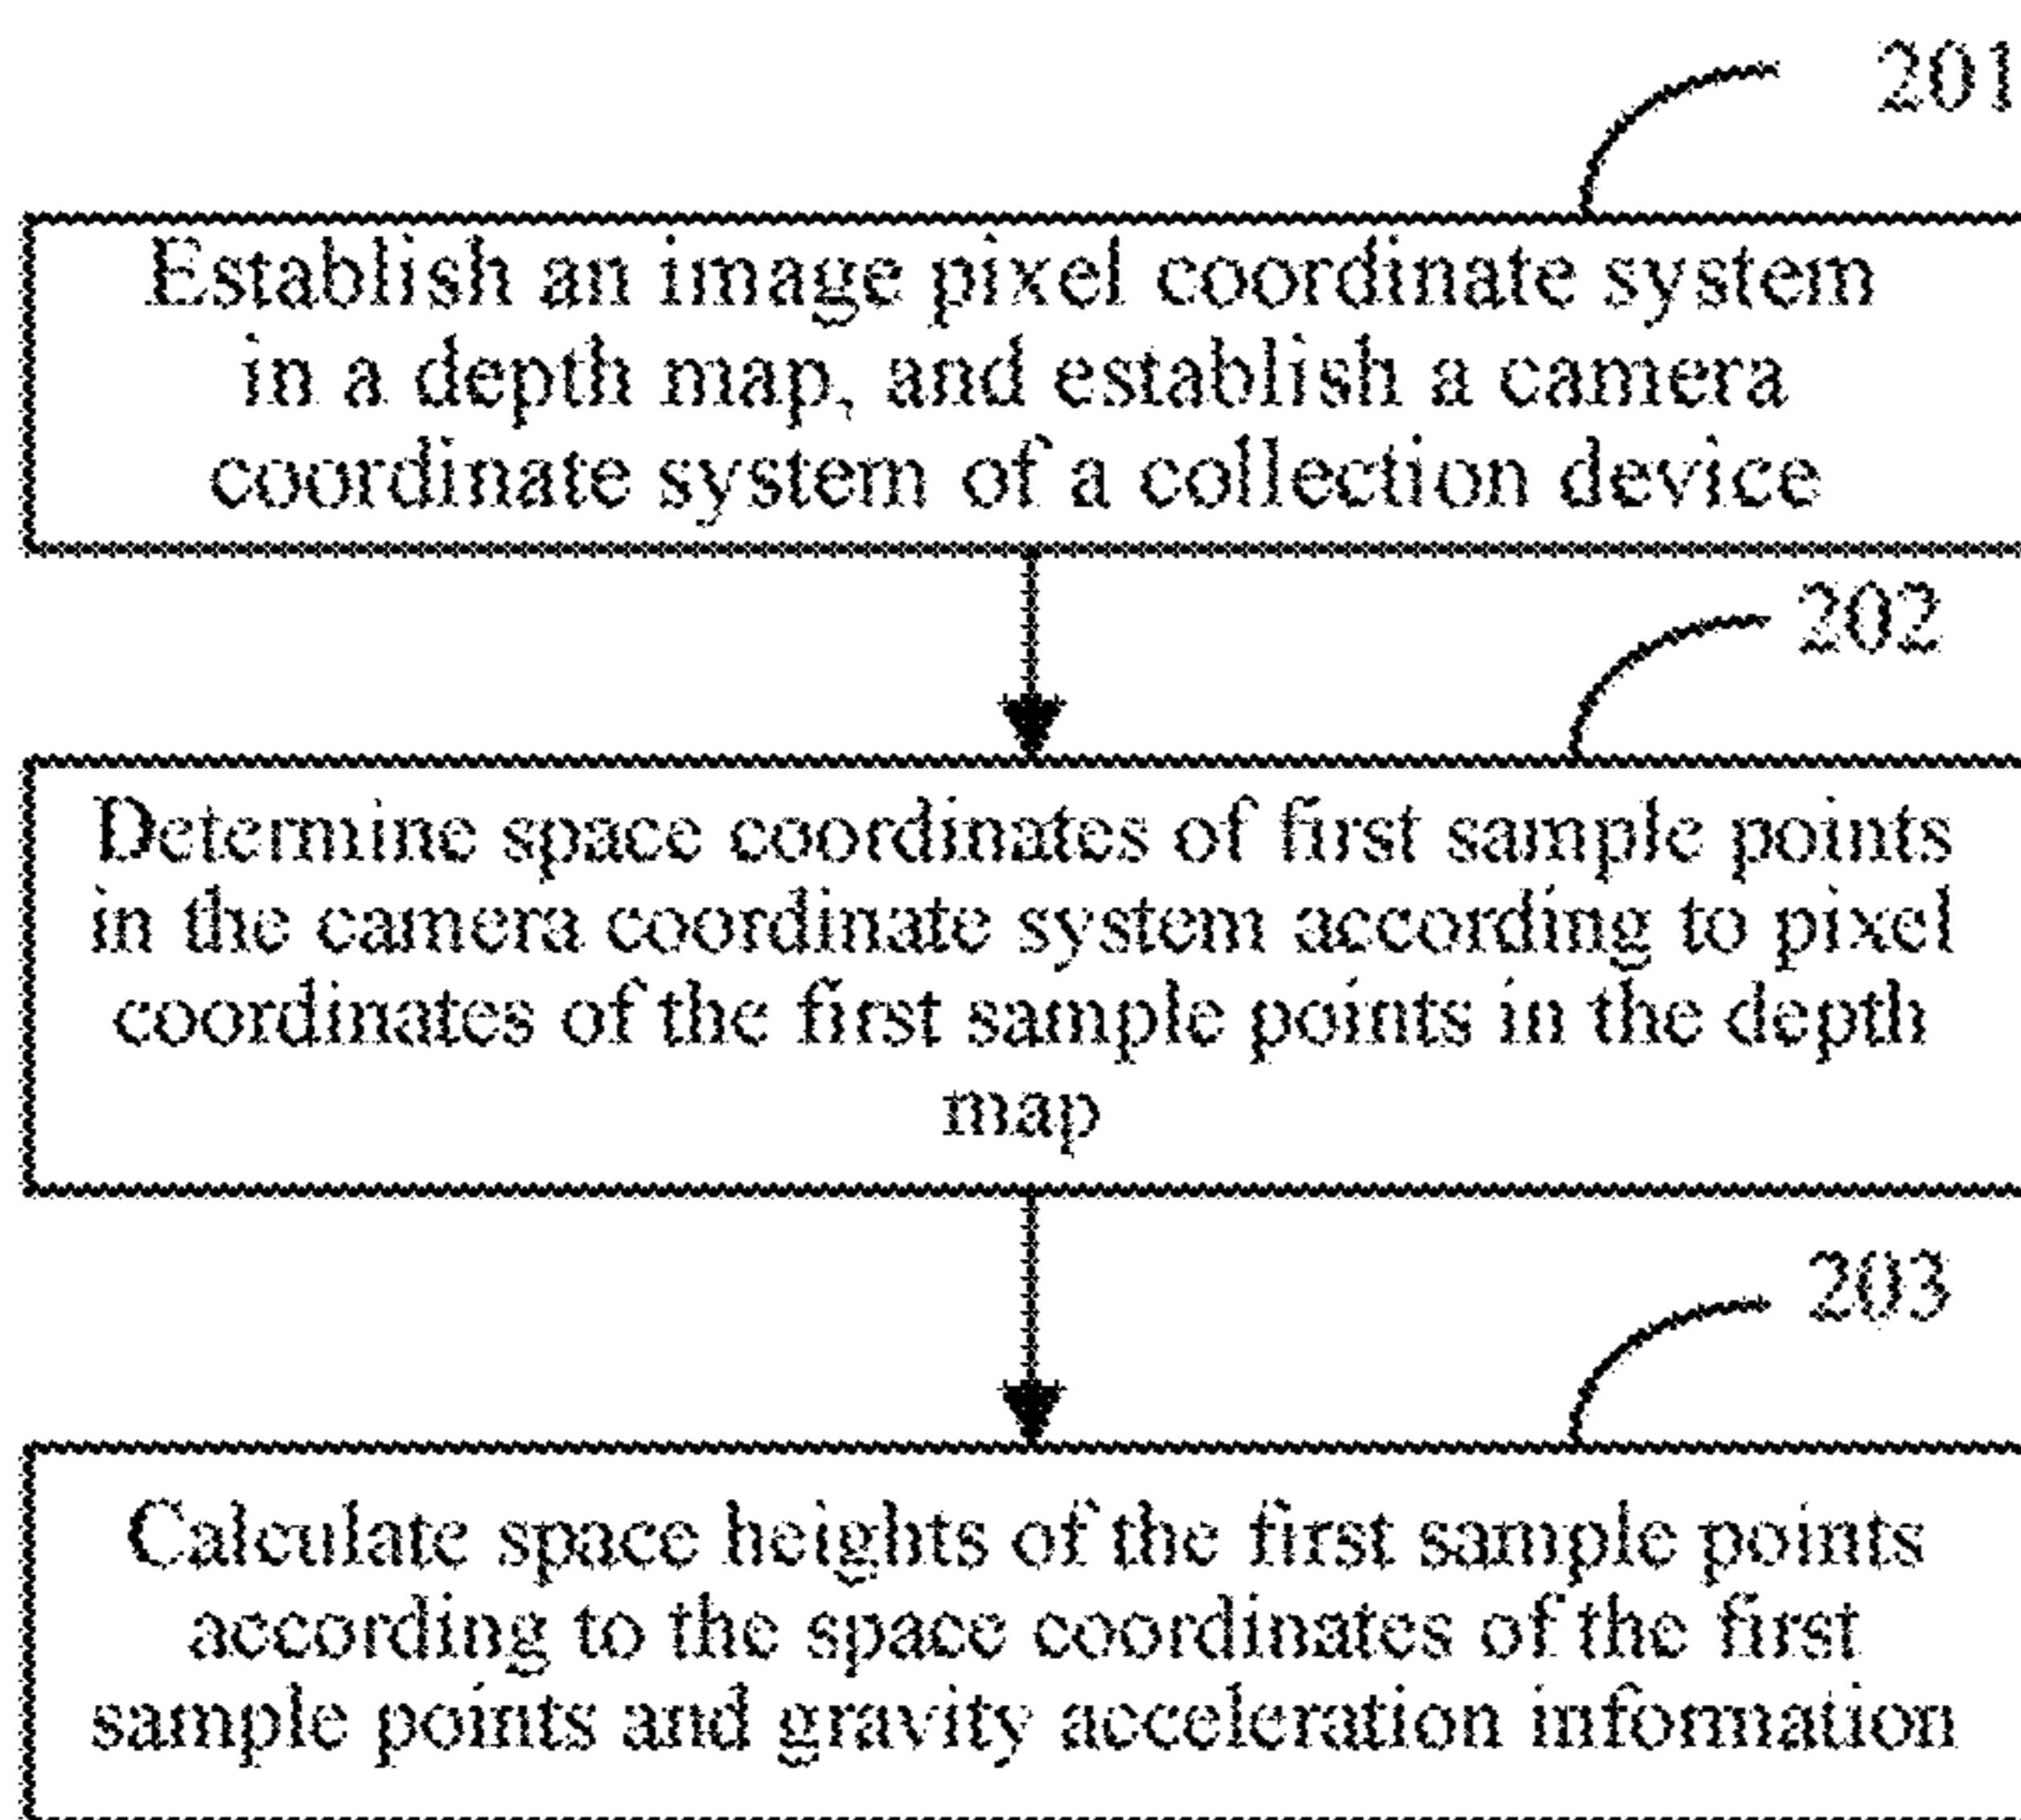 201
Establish an image pixel coordinate system
in a depth map, and establish a camera
coordinate system of a collection device
202
Determine space coordinates of first sample points
in the camera coordinate system according to pixel
coordinates of the first sample points in the depth
map
203
Calculate space heights of the first sample points
according to the space coordinates of the first
sample points and gravity acceleration information